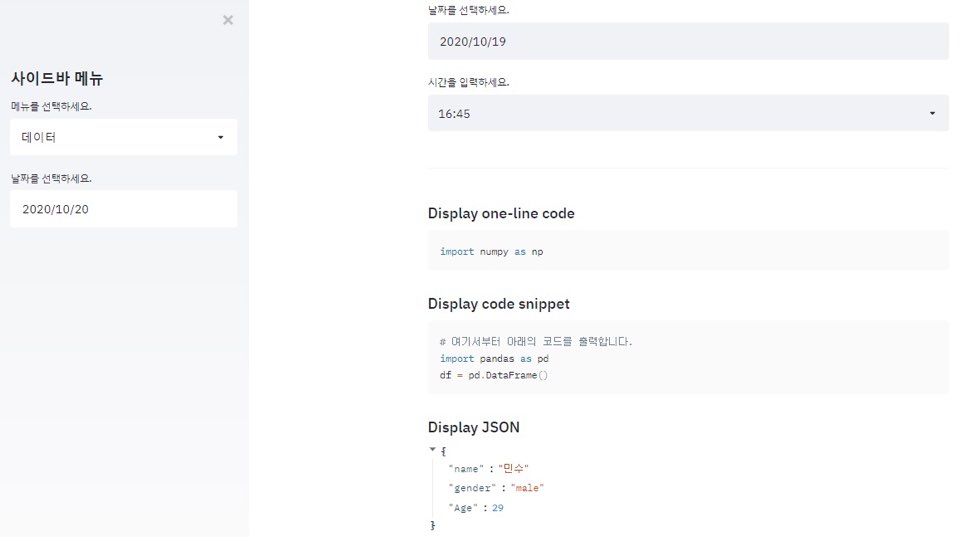 ×
사이드바 메뉴
메뉴를 선택하세요.
데이터
날짜를 선택하세요.
2020/10/20
날짜를 선택하세요.
2020/10/19
시간을 입력하세요.
16:45
Display one-line code
import numpy as np
Display code snippet
# 여기서부터 아래의 코드를 출력합니다.
import pandas as pd
df = pd.DataFrame()
Display JSON
{
"name" : "민수"
"gender" : "male"
"Age" : 29
}